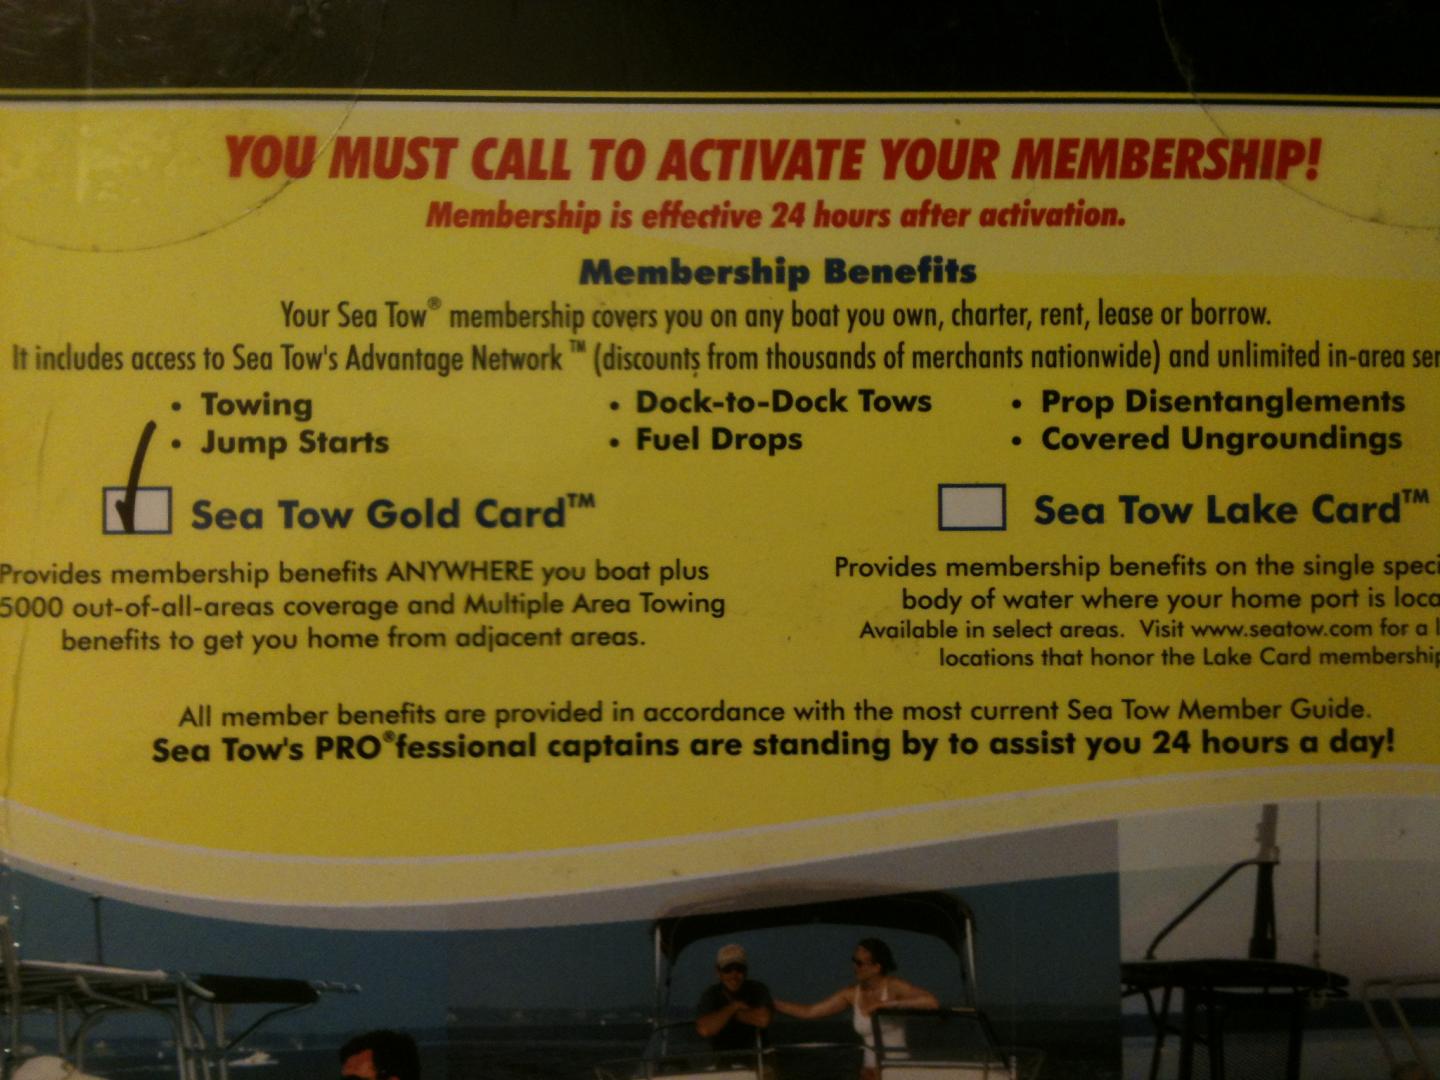 YOU MUST CALL TO ACTIVATE YOUR MEMBERSHIP!
Membership is effective 24 hours after activation.
Membership Benefits
Your Sea Tow® membership covers you on any boat you own, charter, rent, lease or borrow.
It includes access to Sea Tow's Advantage Network™ (discounts from thousands of merchants nationwide) and unlimited in-area
• Towing • Dock-to-Dock Tows • Prop Disentanglements
• Jump Starts • Fuel Drops • Covered Ungroundings
Sea Tow Gold Card™ Sea Tow Lake Card™
Provides membership benefits ANYWHERE you boat plus
5000 out-of-all-areas coverage and Multiple Area Towing
benefits to get you home from adjacent areas.
Provides membership benefits on the single
body of water where your home port is
Available in select areas. Visit www.seatow.com for a
locations that honor the Lake Card
All member benefits are provided in accordance with the most current Sea Tow Member Guide.
Sea Tow's PRO®fessional captains are standing by to assist you 24 hours a day!